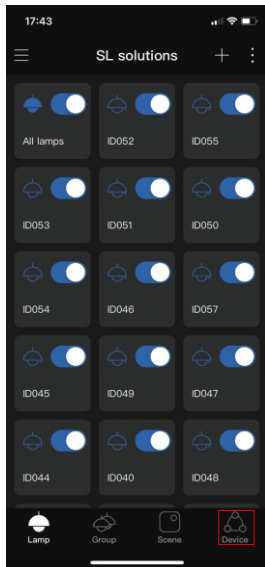 17:43
SL solutions
All lamps
ID052
ID055
ID053
ID051
ID050
ID054
ID046
ID057
ID045
ID049
ID047
ID044
ID040
ID048
Lamp
Group
Scene
Device